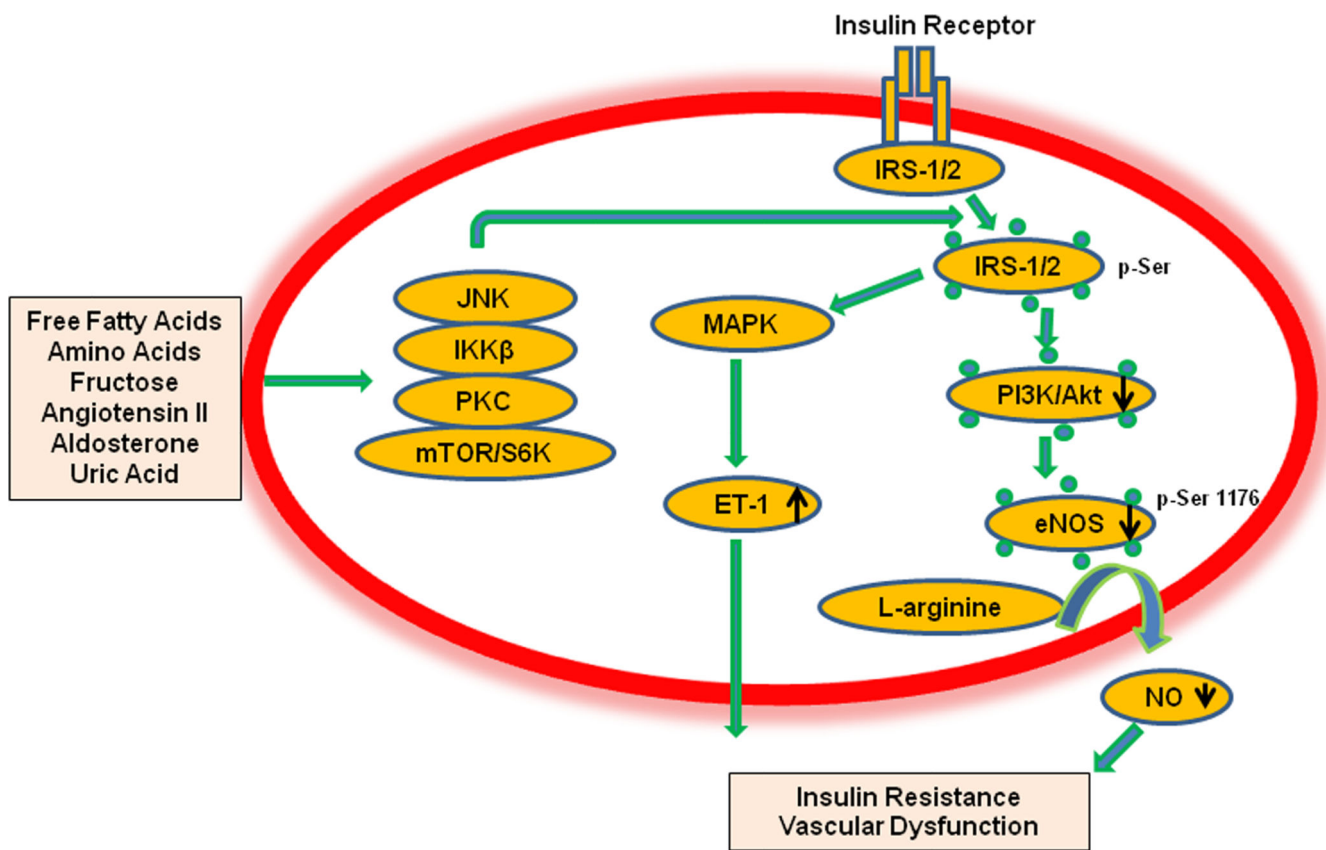 Insulin Receptor
IRS-1/2
IRS-1/2
p-Ser
JNK
IKKβ
PKC
mTOR/S6K
MAPK
PI3K/Akt
Free Fatty Acids
Amino Acids
Fructose
Angiotensin II
Aldosterone
Uric Acid
ET-1
p-Ser 1176
eNOS
L-arginine
NO
Insulin Resistance
Vascular Dysfunction